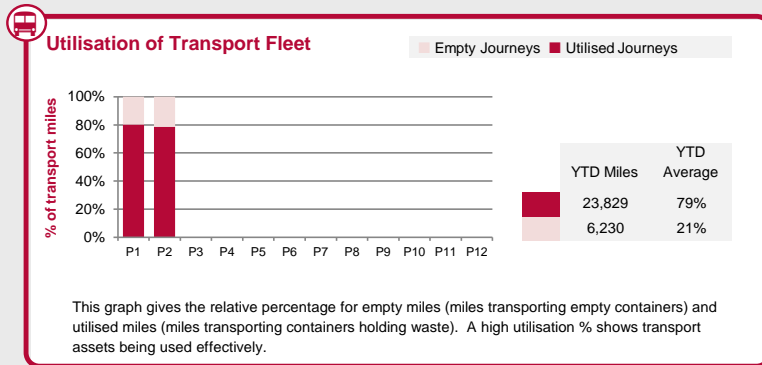 Utilisation of Transport Fleet
Empty Journeys Utilised Journeys
% of transport miles
100%
80%
60%
40%
20%
0%
P1 P2 P3 P4 P5 P6 P7 P8 P9 P10 P11 P12
YTD Miles YTD Average
23,829 79%
6,230 21%
This graph gives the relative percentage for empty miles (miles transporting empty containers) and
utilised miles (miles transporting containers holding waste).  A high utilisation % shows transport
assets being used effectively.